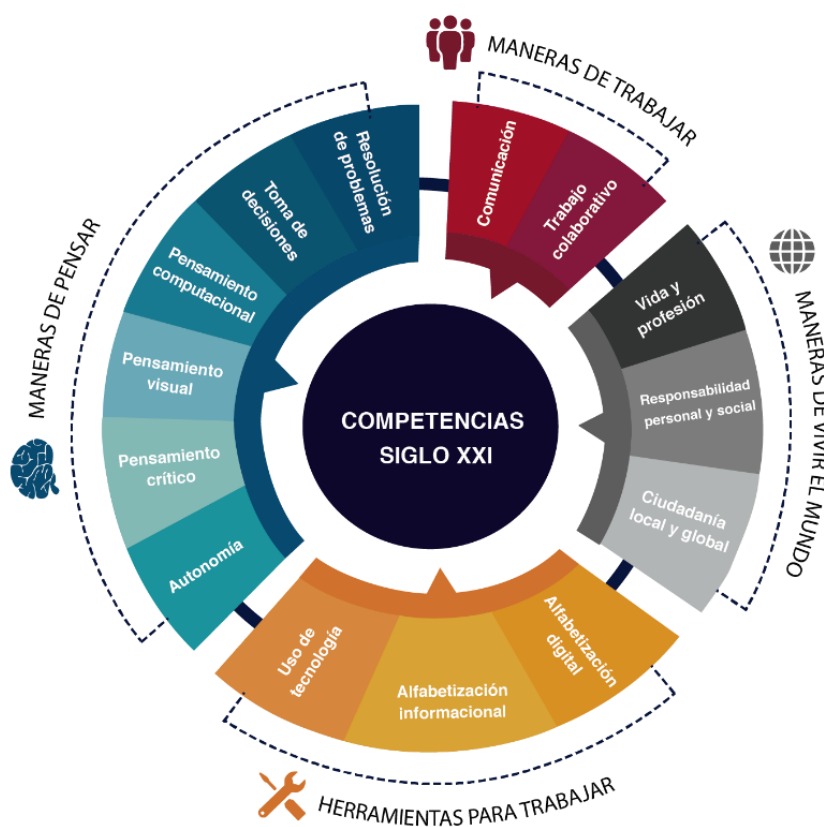 MANERAS DE TRABAJAR
Comunicación
Trabajo
colaborativo
MANERAS DE VIVIR EL MUNDO
Vida y
profesión
Responsabilidad
personal y social
Ciudadanía
local y global
HERRAMIENTAS PARA TRABAJAR
Alfabetización
digital
Alfabetización
informacional
Uso de
tecnología
MANERAS DE PENSAR
Autonomía
Pensamiento
crítico
Pensamiento
visual
Pensamiento
computacional
Toma de
decisiones
Resolución
de problemas
COMPETENCIAS
SIGLO XXI